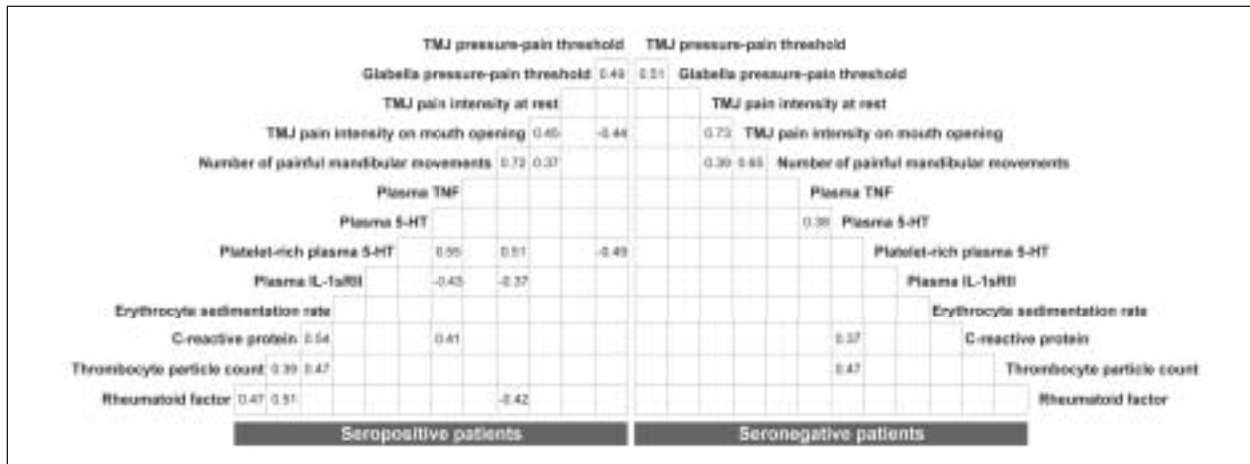 TMJ pressure-pain threshold TMJ pressure-pain threshold
Glabella pressure-pain threshold 0.49 0.51 Glabella pressure-pain threshold
TMJ pain intensity at rest TMJ pain intensity at rest
TMJ pain intensity on mouth opening 0.45 -0.44 0.73 TMJ pain intensity on mouth opening
Number of painful mandibular movements 0.72 0.37 0.39 0.65 Number of painful mandibular movements
Plasma TNF Plasma TNF
Plasma 5-HT 0.38 Plasma 5-HT
Platelet-rich plasma 5-HT 0.55 0.51 -0.49 Platelet-rich plasma 5-HT
Plasma IL-1sRII -0.43 -0.37 Plasma IL-1sRII
Erythrocyte sedimentation rate Erythrocyte sedimentation rate
C-reactive protein 0.54 0.41 0.37 C-reactive protein
Thrombocyte particle count 0.39 0.47 0.47 Thrombocyte particle count
Rheumatoid factor 0.47 0.51 -0.42 Rheumatoid factor
Seropositive patients Seronegative patients